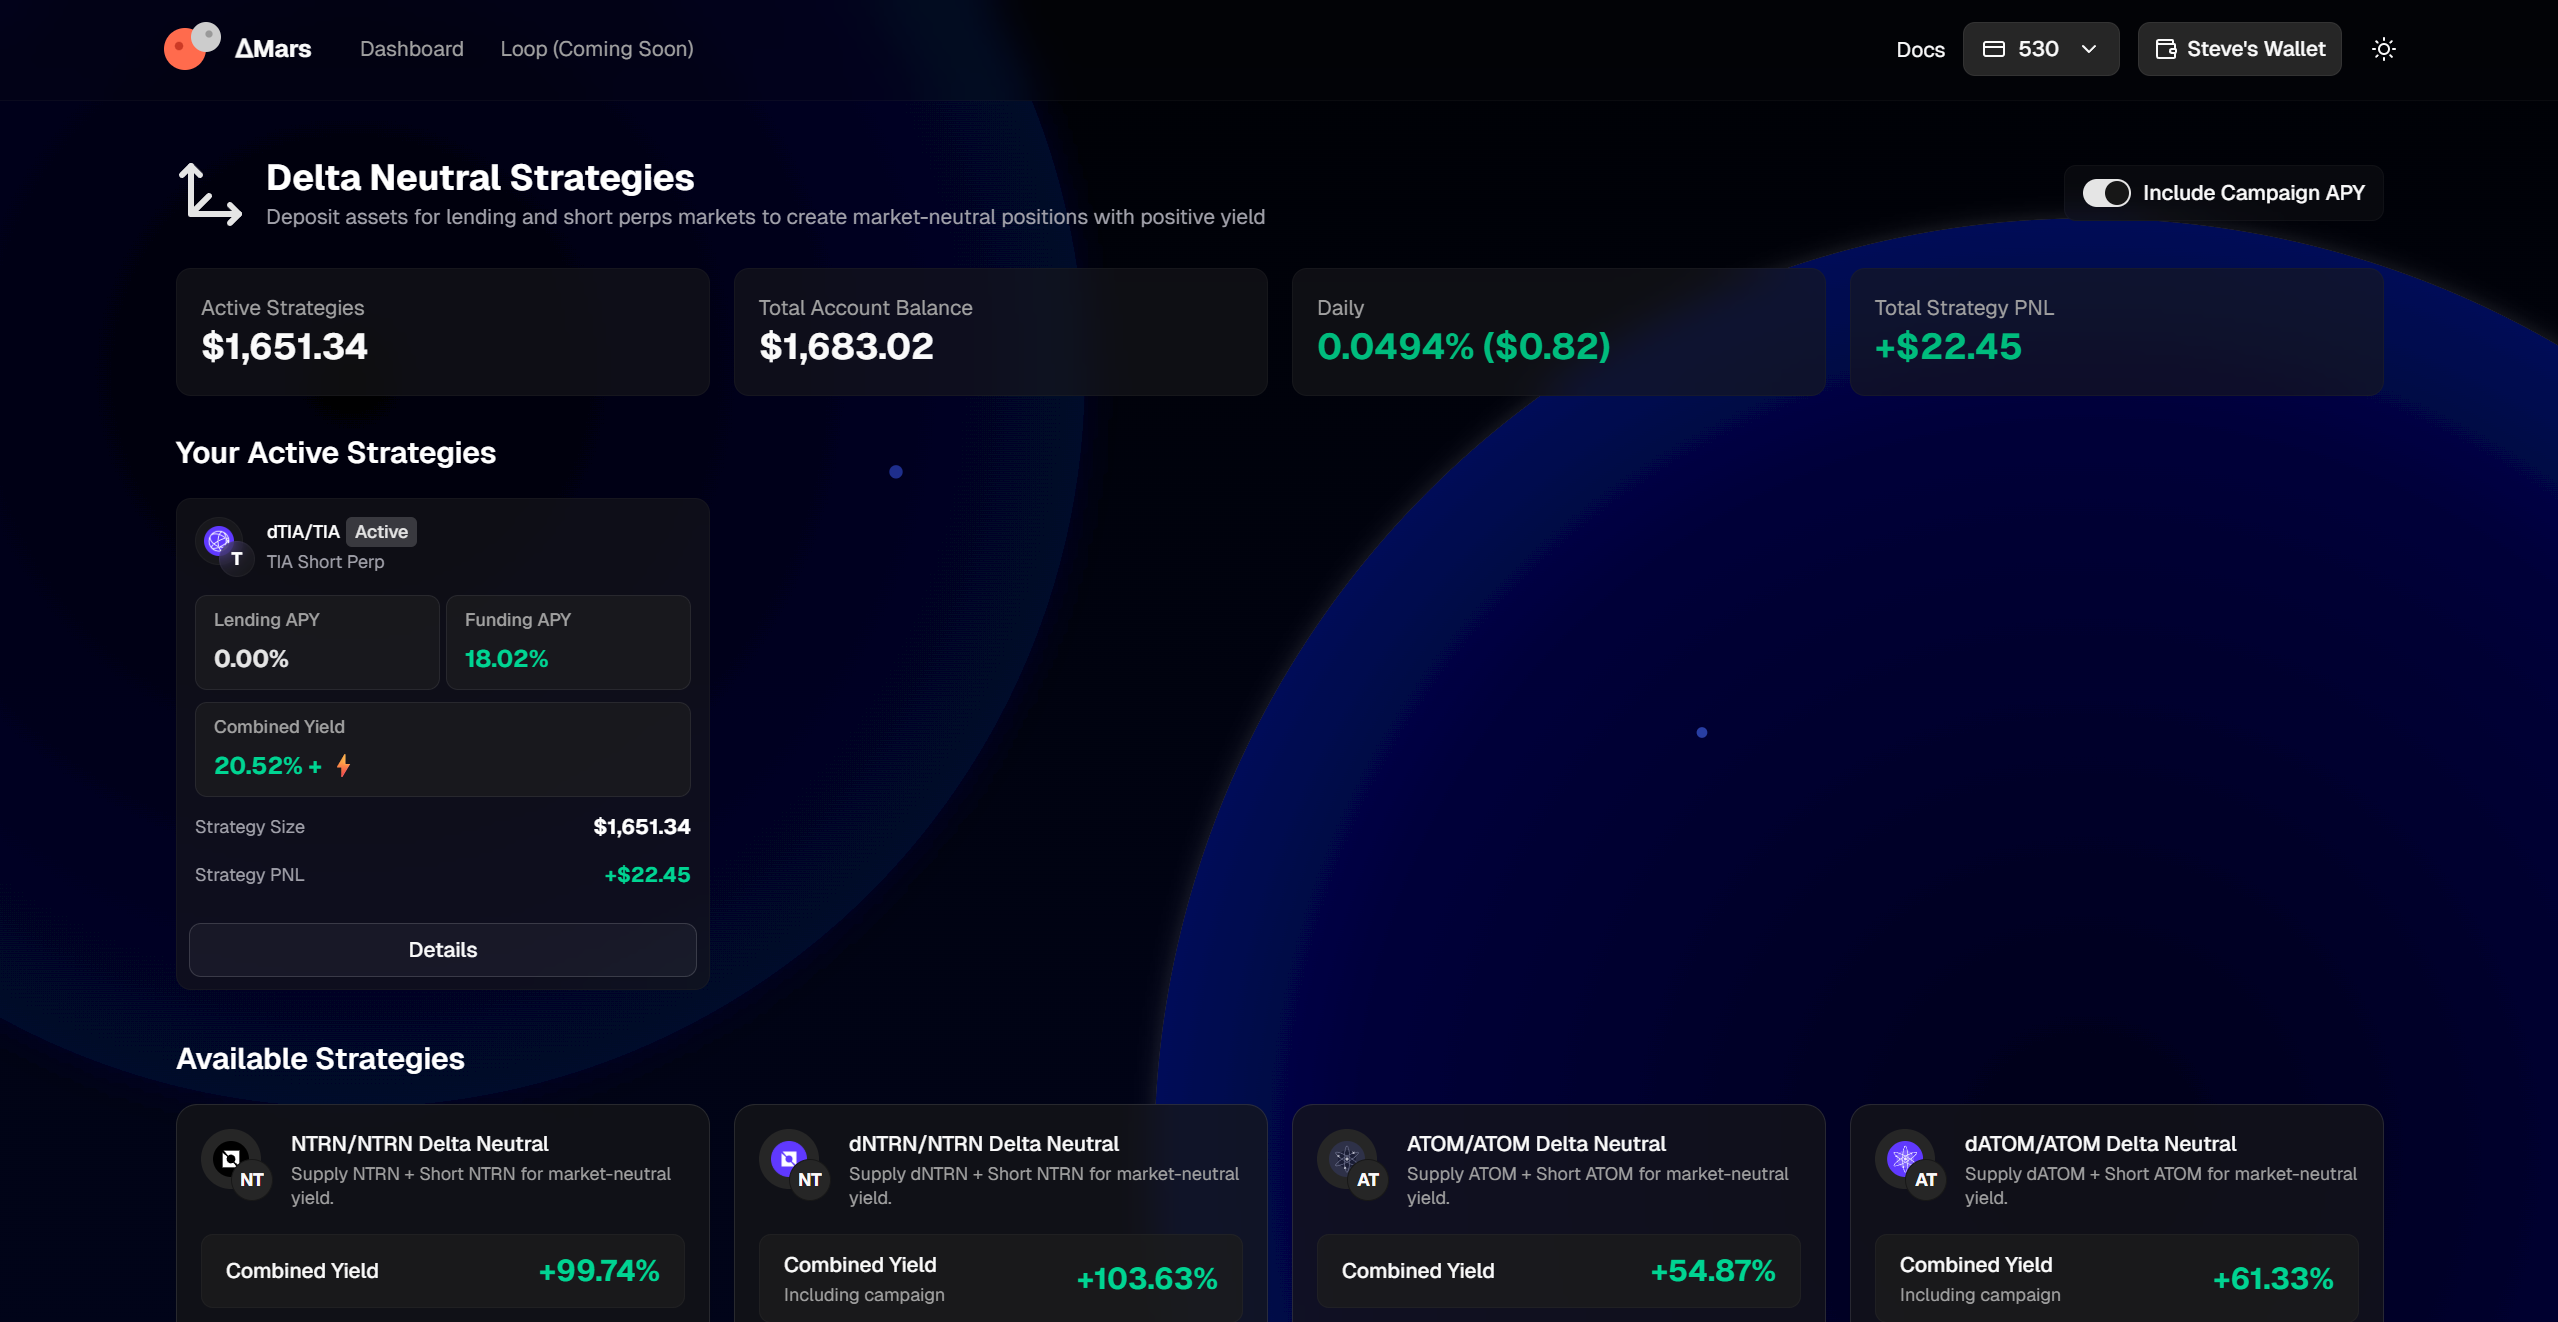 ΔMars
Dashboard
Loop (Coming Soon)
Docs
530
Steve's Wallet
Delta Neutral Strategies
Deposit assets for lending and short perps markets to create market-neutral positions with positive yield
Include Campaign APY
Active Strategies
$1,651.34
Total Account Balance
$1,683.02
Daily
0.0494% ($0.82)
Total Strategy PNL
+$22.45
Your Active Strategies
T
dTIA/TIA Active
TIA Short Perp
Lending APY
0.00%
Funding APY
18.02%
Combined Yield
20.52% +
Strategy Size $1,651.34
Strategy PNL +$22.45
Details
Available Strategies
NT
NTRN/NTRN Delta Neutral
Supply NTRN + Short NTRN for market-neutral
yield.
Combined Yield +99.74%
NT
dNTRN/NTRN Delta Neutral
Supply dNTRN + Short NTRN for market-neutral
yield.
Combined Yield
Including campaign
+103.63%
AT
ATOM/ATOM Delta Neutral
Supply ATOM + Short ATOM for market-neutral
yield.
Combined Yield +54.87%
AT
dATOM/ATOM Delta Neutral
Supply dATOM + Short ATOM for market-neutral
yield.
Combined Yield
Including campaign
+61.33%